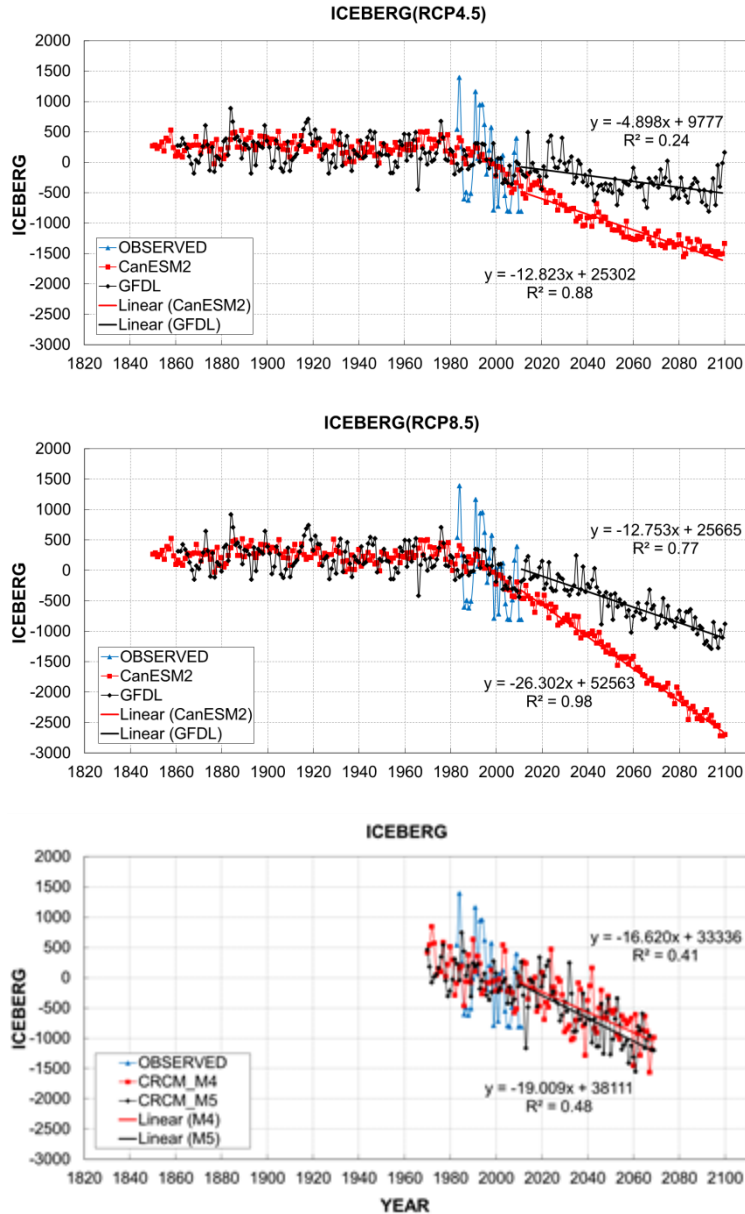 ICEBERG(RCP4.5)
2000
1500
1000
500
0
-500
-1000
-1500
-2000
-2500
-3000
ICEBERG
y = -4.898x + 9777
R² = 0.24
y = -12.823x + 25302
R² = 0.88
OBSERVED
CanESM2
GFDL
Linear (CanESM2)
Linear (GFDL)
1820 1840 1860 1880 1900 1920 1940 1960 1980 2000 2020 2040 2060 2080 2100
ICEBERG(RCP8.5)
2000
1500
1000
500
0
-500
-1000
-1500
-2000
-2500
-3000
ICEBERG
y = -12.753x + 25665
R² = 0.77
y = -26.302x + 52563
R² = 0.98
OBSERVED
CanESM2
GFDL
Linear (CanESM2)
Linear (GFDL)
1820 1840 1860 1880 1900 1920 1940 1960 1980 2000 2020 2040 2060 2080 2100
ICEBERG
2000
1500
1000
500
0
-500
-1000
-1500
-2000
-2500
-3000
ICEBERG
y = -16.620x + 33336
R² = 0.41
y = -19.009x + 38111
R² = 0.48
OBSERVED
CRCM_M4
CRCM_M5
Linear (M4)
Linear (M5)
1820 1840 1860 1880 1900 1920 1940 1960 1980 2000 2020 2040 2060 2080 2100
YEAR